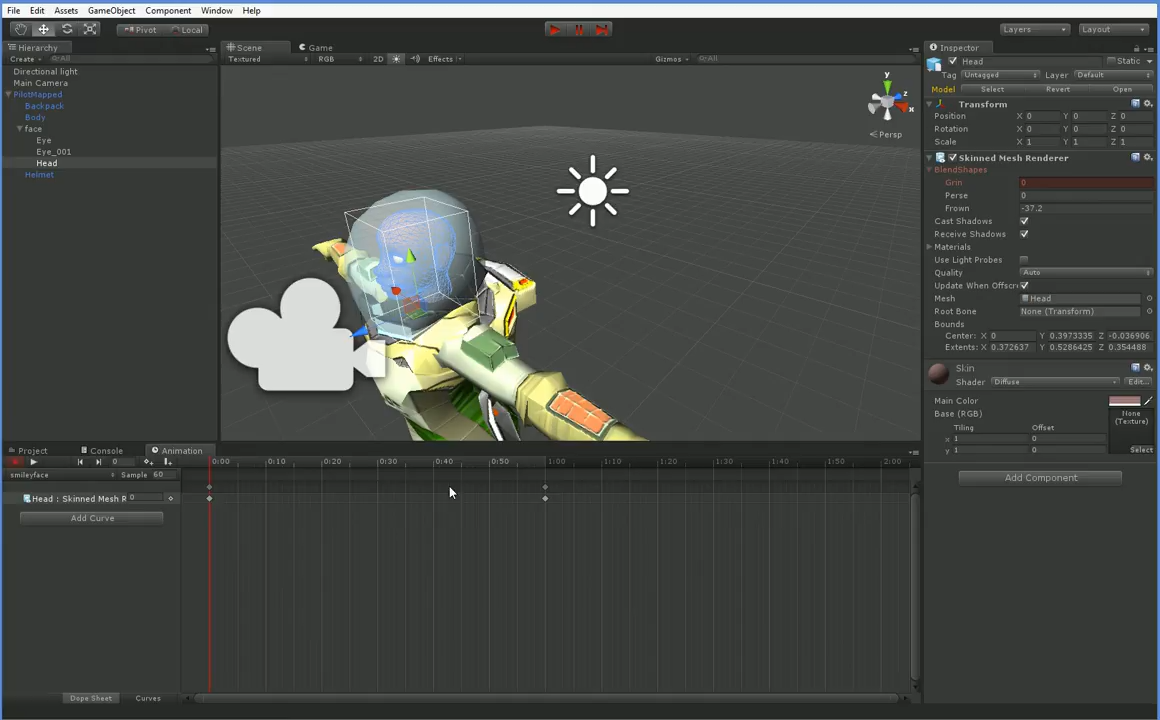 File Edit Assets GameObject Component Window Help
Pivot Local Layers Layout
Hierarchy
Create All
Directional light
Main Camera
PilotMapped
Backpack
Body
face
Eye
Eye_001
Head
Helmet
Scene Game
Textured RGB 2D Effects Gizmos All
y
z
x
Persp
Inspector
Head Static
Tag Untagged Layer Default
Model Select Revert Open
Transform
Position X 0 Y 0 Z 0
Rotation X 0 Y 0 Z 0
Scale X 1 Y 1 Z 1
Skinned Mesh Renderer
BlendShapes
Grin 0
Perse 0
Frown -37.2
Cast Shadows
Receive Shadows
Materials
Use Light Probes
Quality Auto
Update When Offscr
Mesh Head
Root Bone None (Transform)
Bounds
Center: X 0 Y 0.3973335 Z -0.036906
Extents: X 0.372637 Y 0.5286425 Z 0.354488
Skin
Shader Diffuse Edit...
Main Color
Base (RGB)
None
(Texture)
Tiling Offset
x 1 0
y 1 0
Select
Add Component
Project Console Animation
0 0:00 0:10 0:20 0:30 0:40 0:50 1:00 1:10 1:20 1:30 1:40 1:50 2:00
smileyface Sample 60
Head : Skinned Mesh R 0
Add Curve
Dope Sheet Curves